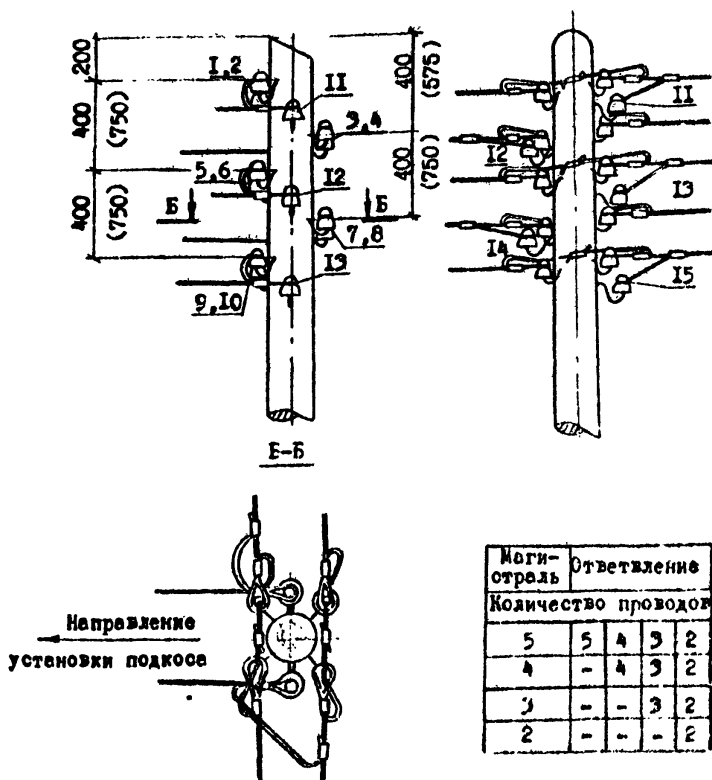 200
400
(750)
400
(750)
1,2
11
3,4
5,6
12
Б
Б
7,8
13
9,10
400
(575)
400
(750)
11
12
13
14
15
Б-Б
Направление
установки подкоса
Маги-
страль
Ответвление
Количество проводов
5 5 4 3 2
4 - 4 3 2
3 - - 3 2
2 - - - 2